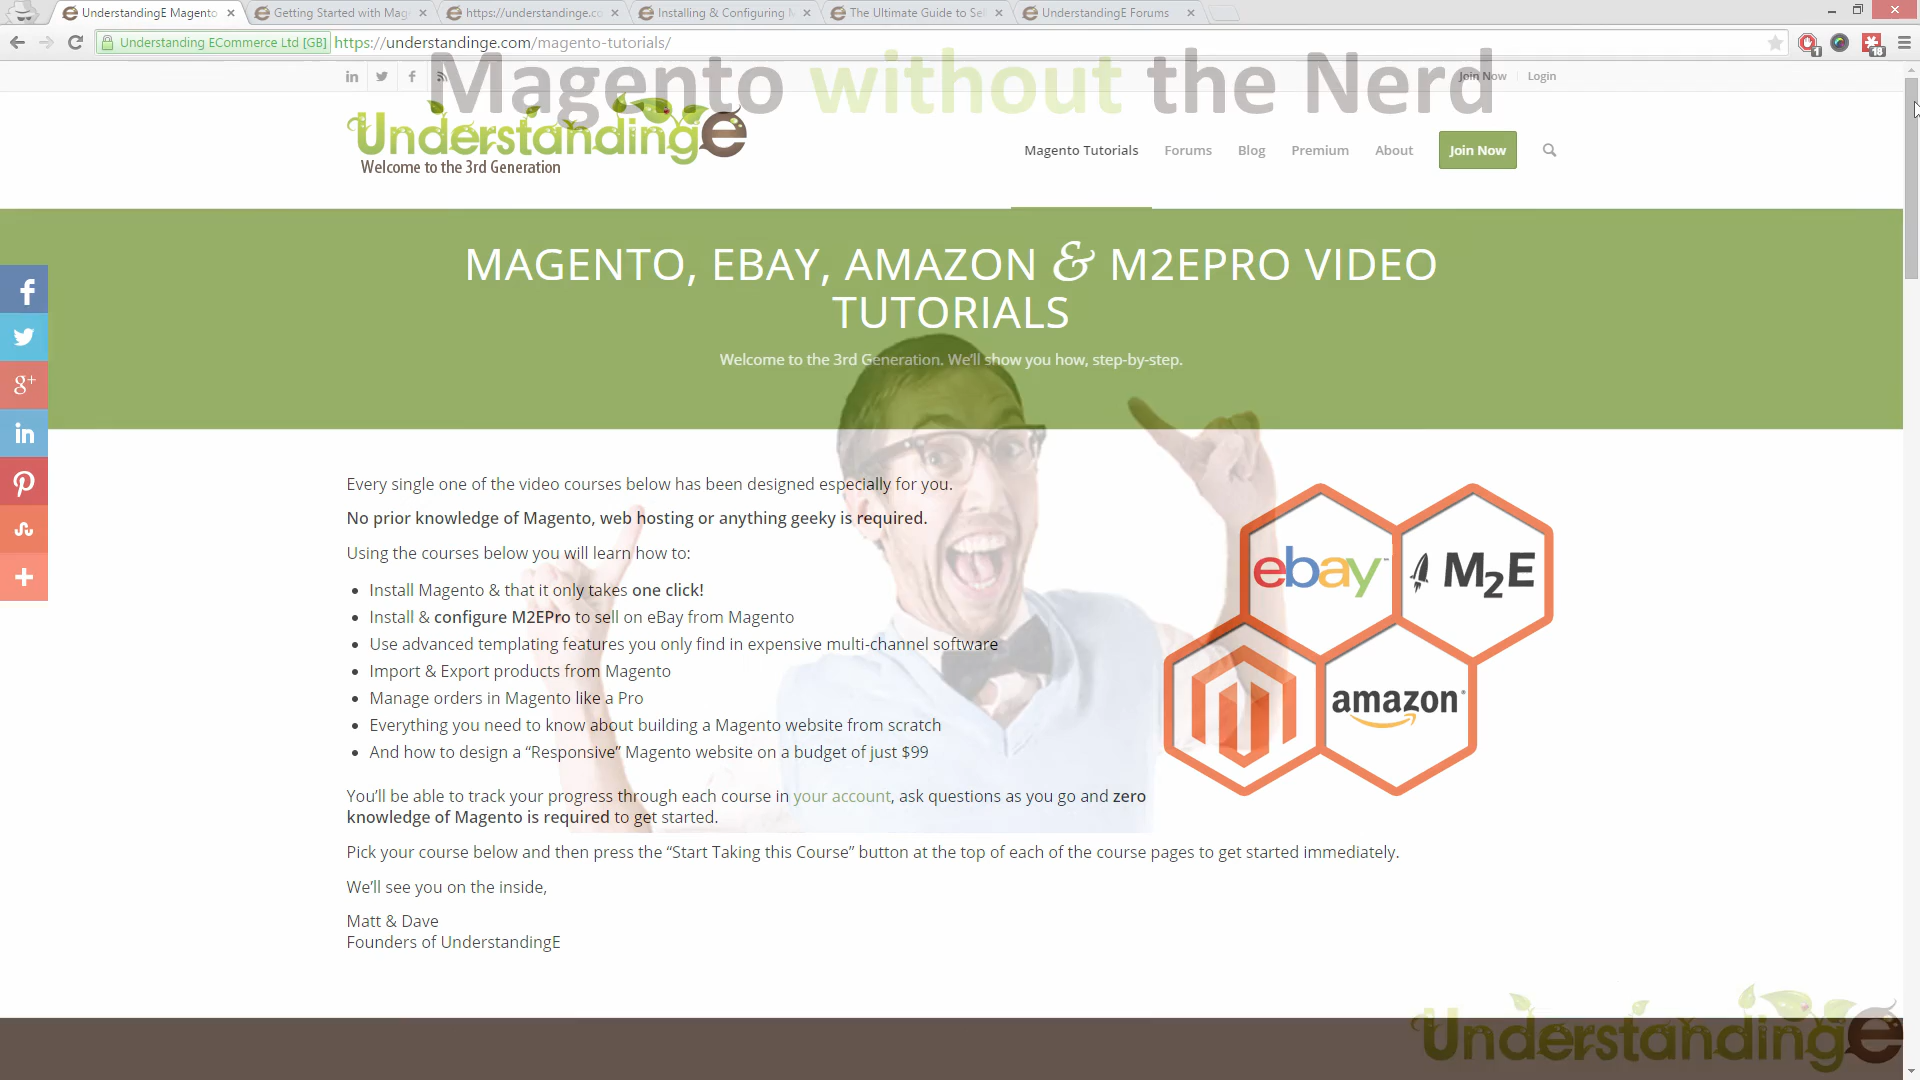 UnderstandingE Magento
Getting Started with Mag
https://understandinge.co
Installing & Configuring M
The Ultimate Guide to Sel
UnderstandingE Forums
Understanding ECommerce Ltd [GB]
https://understandinge.com/magento-tutorials/
1
18
Magento without the Nerd
Join Now
Login
UnderstandingE
Welcome to the 3rd Generation
Magento Tutorials
Forums
Blog
Premium
About
Join Now
MAGENTO, EBAY, AMAZON & M2EPRO VIDEO
TUTORIALS
Welcome to the 3rd Generation. We'll show you how, step-by-step.
Every single one of the video courses below has been designed especially for you.
No prior knowledge of Magento, web hosting or anything geeky is required.
Using the courses below you will learn how to:
• Install Magento & that it only takes one click!
• Install & configure M2EPro to sell on eBay from Magento
• Use advanced templating features you only find in expensive multi-channel software
• Import & Export products from Magento
• Manage orders in Magento like a Pro
• Everything you need to know about building a Magento website from scratch
• And how to design a “Responsive” Magento website on a budget of just $99
ebay™
M2E
amazon
You'll be able to track your progress through each course in your account, ask questions as you go and zero
knowledge of Magento is required to get started.
Pick your course below and then press the “Start Taking this Course” button at the top of each of the course pages to get started immediately.
We'll see you on the inside,
Matt & Dave
Founders of UnderstandingE
UnderstandingE